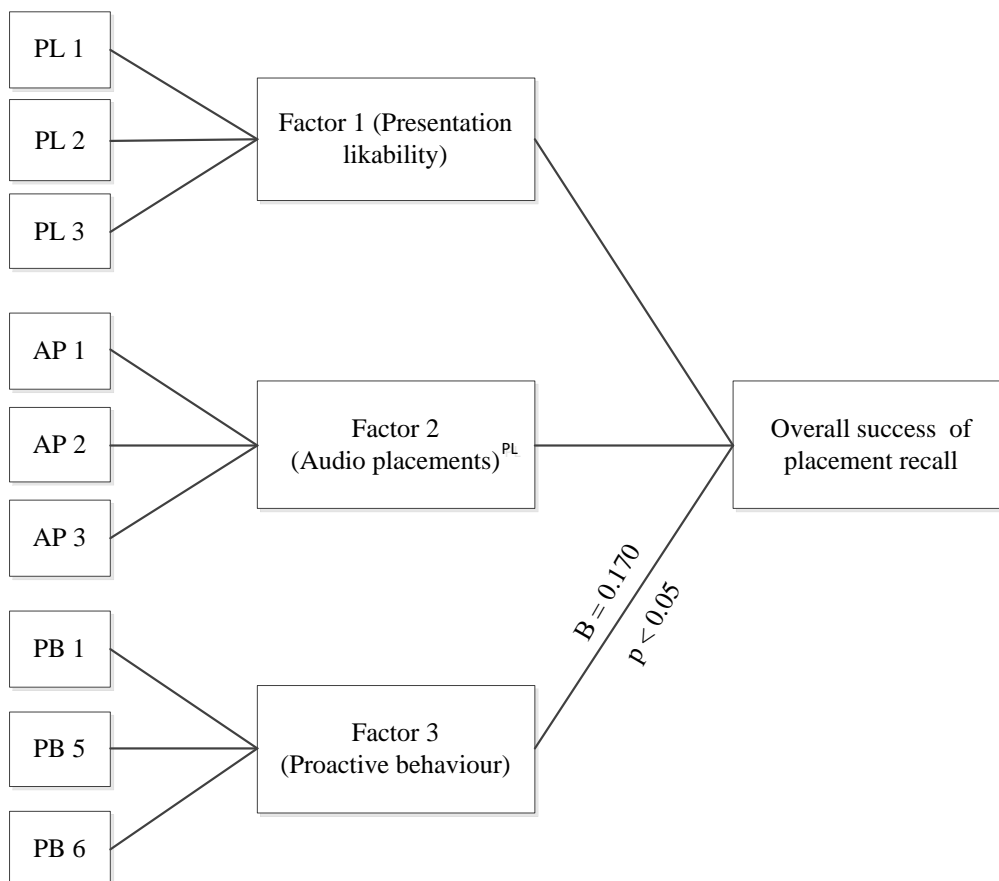 PL 1
PL 2
PL 3
Factor 1 (Presentation
likability)
AP 1
AP 2
AP 3
Factor 2
(Audio placements)PL
PB 1
PB 5
PB 6
Factor 3
(Proactive behaviour)
B = 0.170
p < 0.05
Overall success of
placement recall